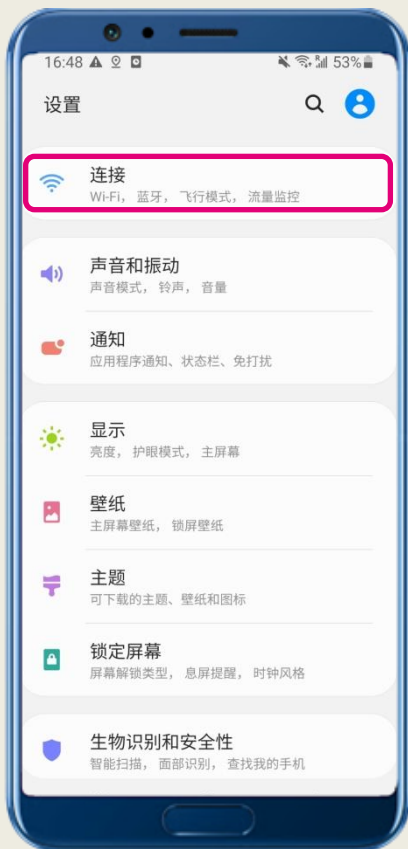 16:48 53%
设置
连接
Wi-Fi， 蓝牙， 飞行模式， 流量监控
声音和振动
声音模式， 铃声， 音量
通知
应用程序通知、状态栏、免打扰
显示
亮度， 护眼模式， 主屏幕
壁纸
主屏幕壁纸， 锁屏壁纸
主题
可下载的主题、壁纸和图标
锁定屏幕
屏幕解锁类型， 息屏提醒， 时钟风格
生物识别和安全性
智能扫描， 面部识别， 查找我的手机